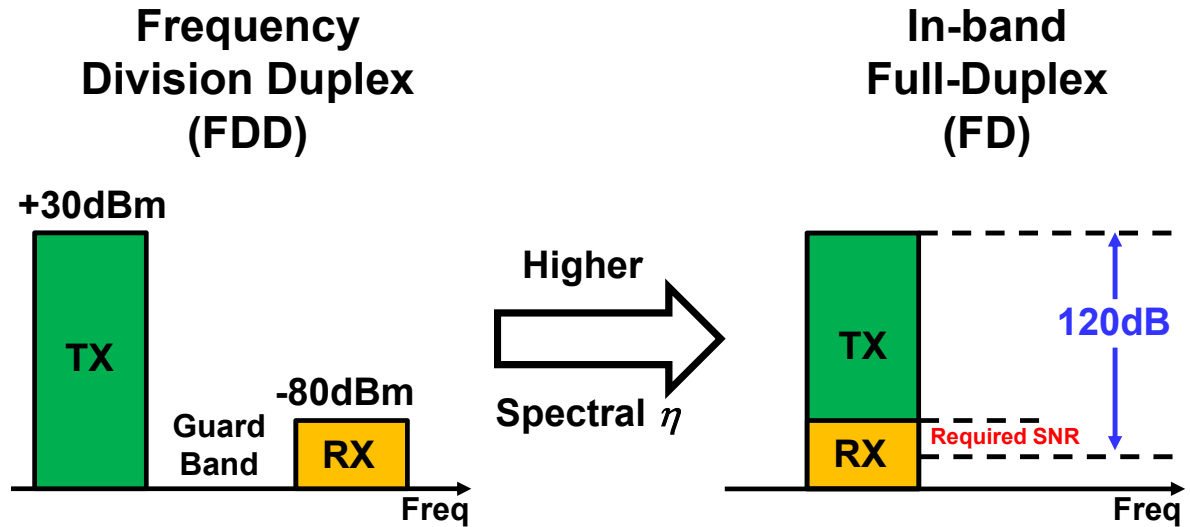 Frequency
Division Duplex
(FDD)
+30dBm
TX
Guard
Band
-80dBm
RX
Freq
Higher
Spectral η
In-band
Full-Duplex
(FD)
TX
120dB
Required SNR
RX
Freq